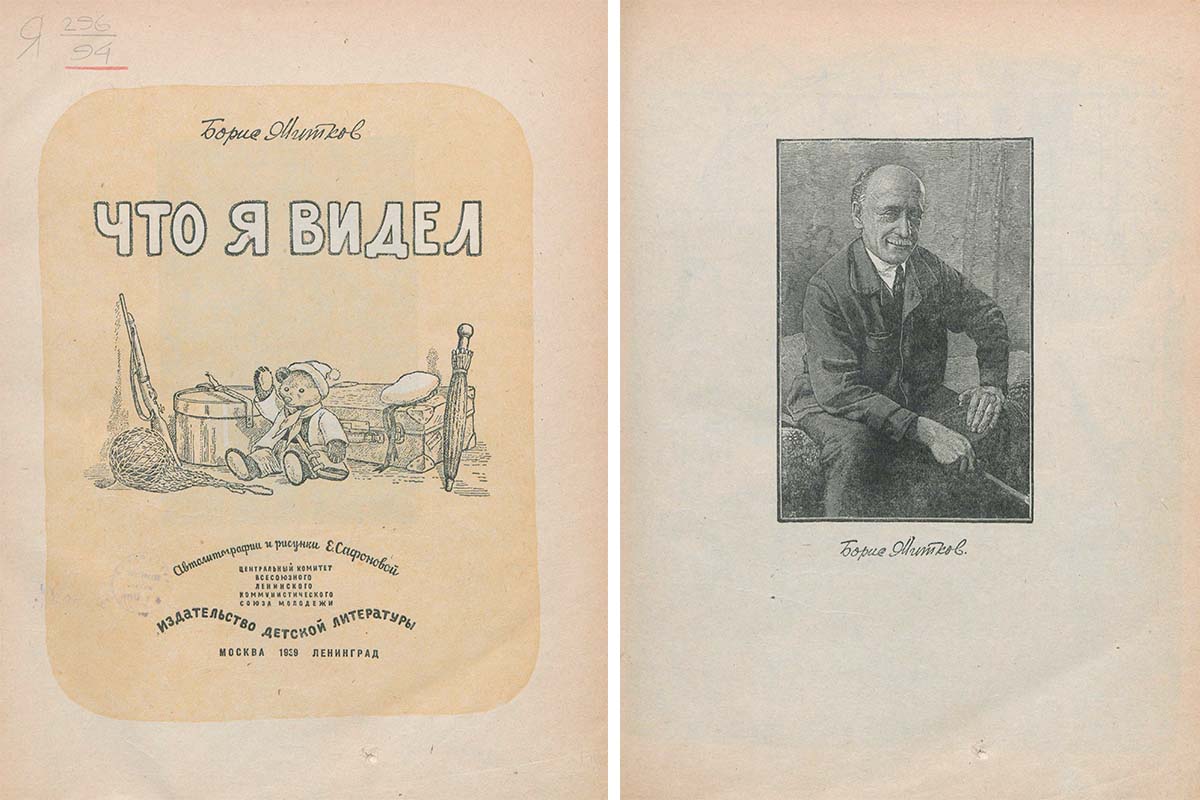 Я 296
94
Борис Житков
ЧТО Я ВИДЕЛ
Автолитографии и рисунки Е. Сафоновой
ЦЕНТРАЛЬНЫЙ КОМИТЕТ
ВСЕСОЮЗНОГО
ЛЕНИНСКОГО
КОММУНИСТИЧЕСКОГО
СОЮЗА МОЛОДЕЖИ
ИЗДАТЕЛЬСТВО ДЕТСКОЙ ЛИТЕРАТУРЫ
МОСКВА 1939 ЛЕНИНГРАД
Борис Житков.